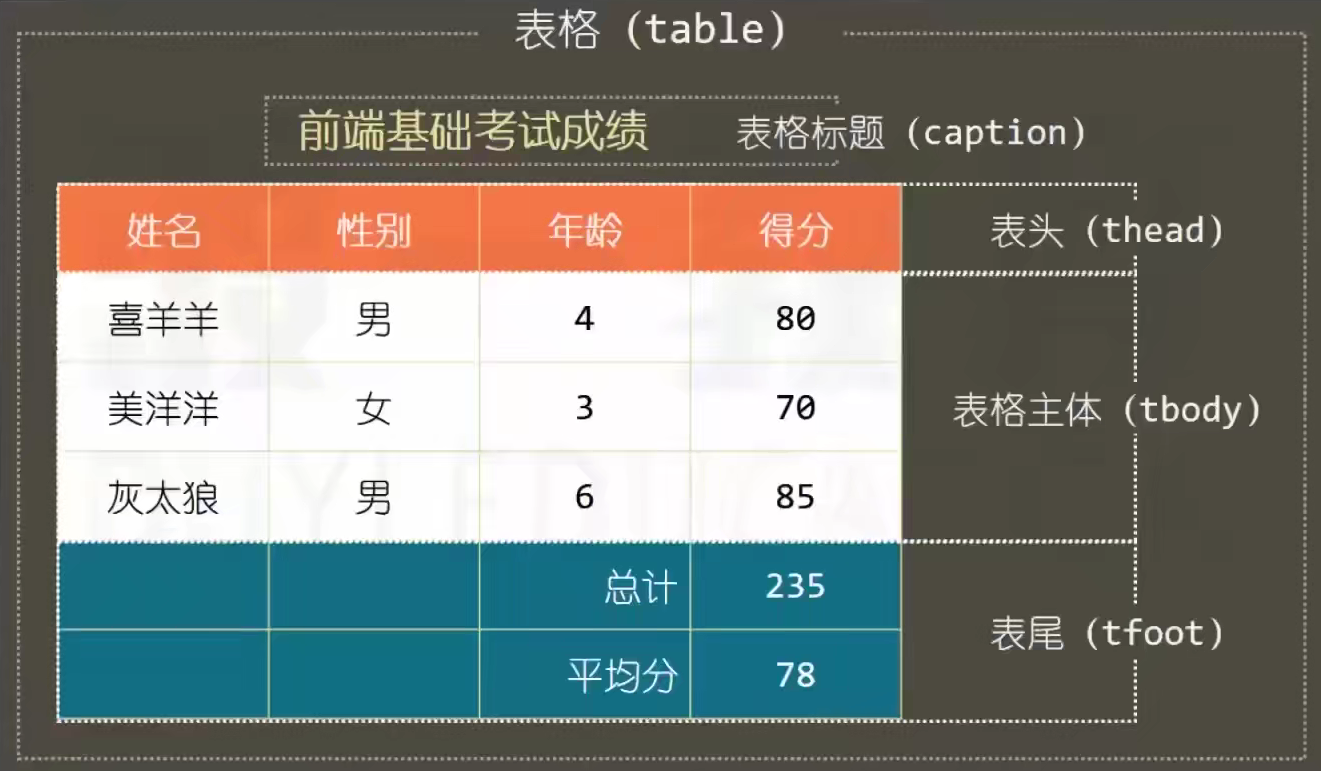 表格 (table)
前端基础考试成绩 表格标题 (caption)
姓名 性别 年龄 得分 表头 (thead)
喜羊羊 男 4 80
美洋洋 女 3 70 表格主体 (tbody)
灰太狼 男 6 85
总计 235
表尾 (tfoot)
平均分 78